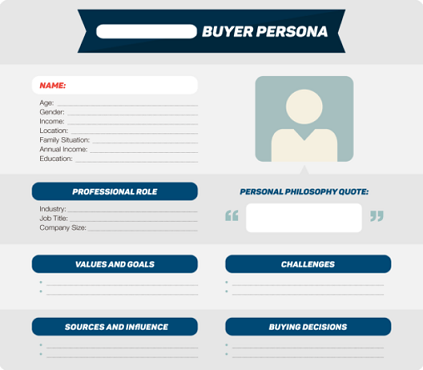 BUYER PERSONA
NAME:
Age:
Gender:
Income:
Location:
Family Situation:
Annual Income:
Education:
PROFESSIONAL ROLE
Industry:
Job Title:
Company Size:
PERSONAL PHILOSOPHY QUOTE:
“ ”
VALUES AND GOALS
CHALLENGES
SOURCES AND INFLUENCE
BUYING DECISIONS